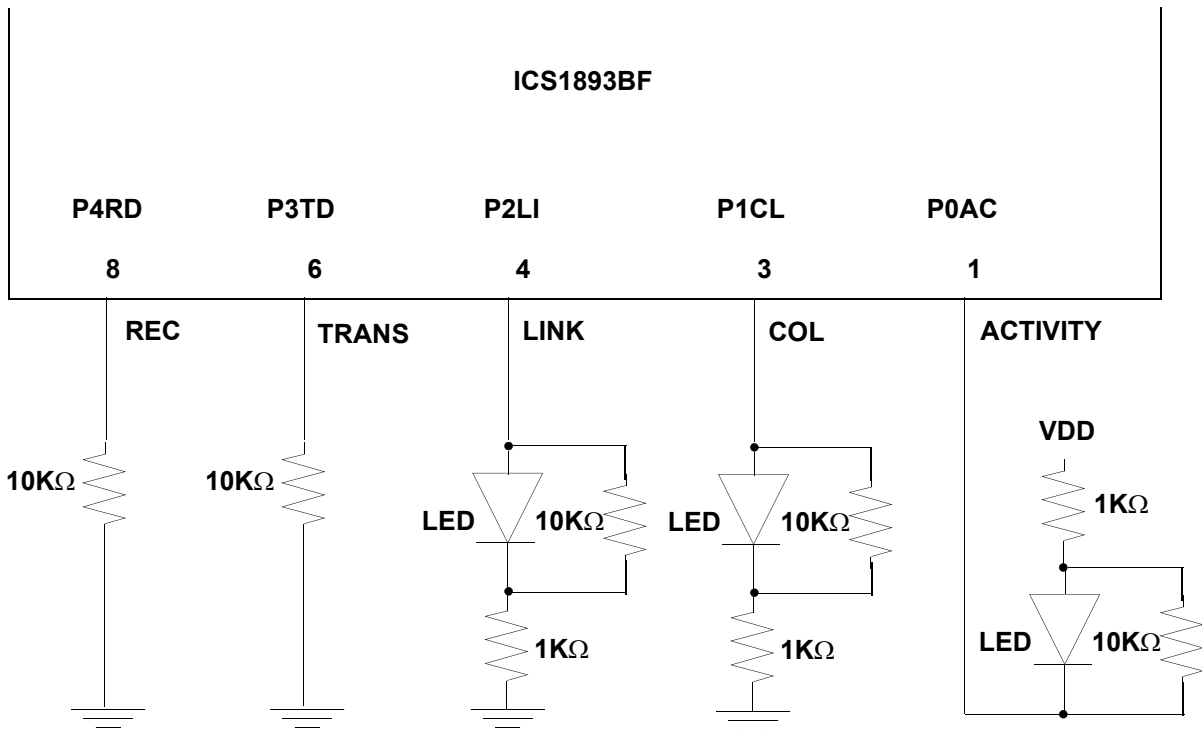 ICS1893BF
P4RD P3TD P2LI P1CL P0AC
8 6 4 3 1
REC TRANS LINK COL ACTIVITY
VDD
10KΩ 10KΩ LED 10KΩ LED 10KΩ 1KΩ
1KΩ 1KΩ LED 10KΩ